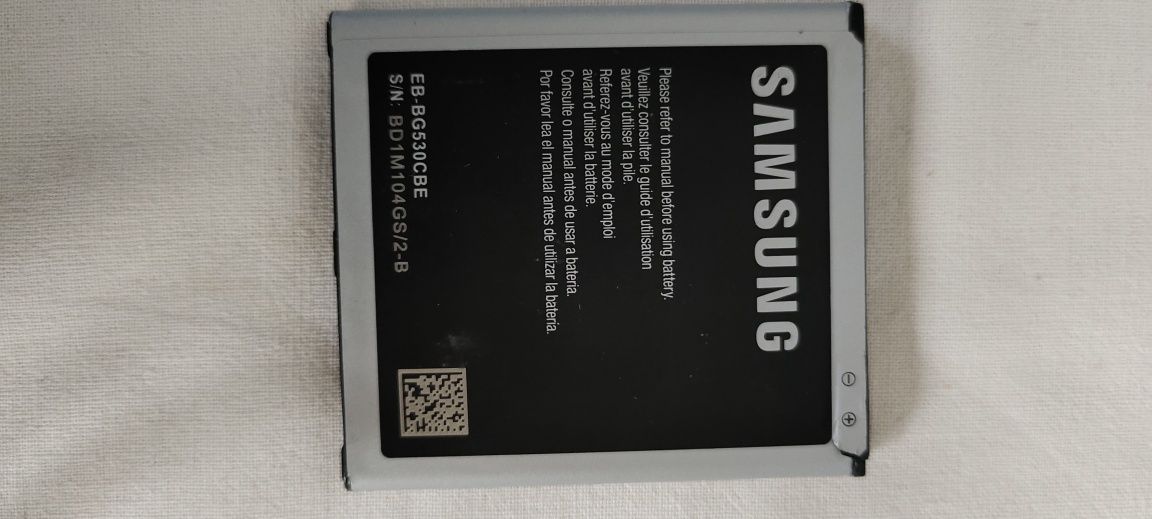 SAMSUNG
Please refer to manual before using battery.
Veuillez consulter le guide d'utilisation
avant d'utiliser la pile.
Referez-vous au mode d'emploi
avant d'utiliser la batterie.
Consulte o manual antes de usar a bateria.
Por favor lea el manual antes de utilizar la bateria.
EB-BG530CBE
S/N: BD1M104GS/2-B